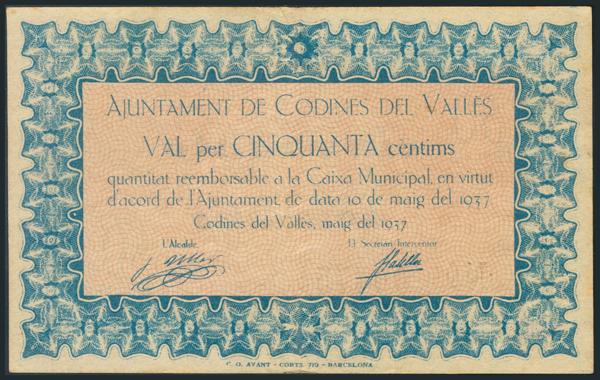 AJUNTAMENT DE CODINES DEL VALLÈS
VAL per CINQUANTA cèntims
quantitat reemborsable a la Caixa Municipal, en virtut
d'acord de l'Ajuntament, de data 10 de maig del 1937
Codines del Vallès, maig del 1937
L'Alcalde, El Secretari-Interventor
C. O. AVANT - CORTS, 719 - BARCELONA